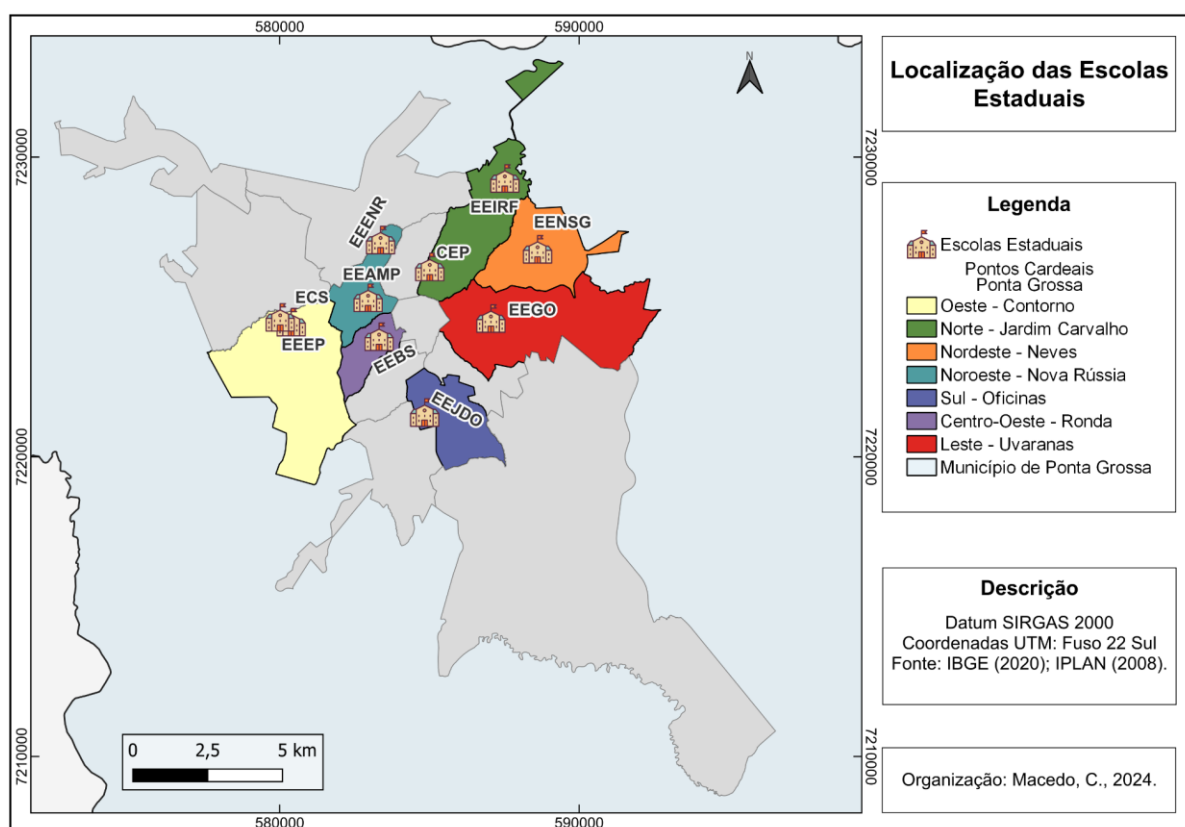 580000
590000
7230000
7220000
7210000
7230000
7220000
7210000
580000
590000
N
EEENR
EEIRF
EENSG
CEP
EEAMP
ECS
EEGO
EEEP
EEBS
EEJDO
0 2,5 5 km
Localização das Escolas
Estaduais
Legenda
Escolas Estaduais
Pontos Cardeais
Ponta Grossa
Oeste - Contorno
Norte - Jardim Carvalho
Nordeste - Neves
Noroeste - Nova Rússia
Sul - Oficinas
Centro-Oeste - Ronda
Leste - Uvaranas
Município de Ponta Grossa
Descrição
Datum SIRGAS 2000
Coordenadas UTM: Fuso 22 Sul
Fonte: IBGE (2020); IPLAN (2008).
Organização: Macedo, C., 2024.